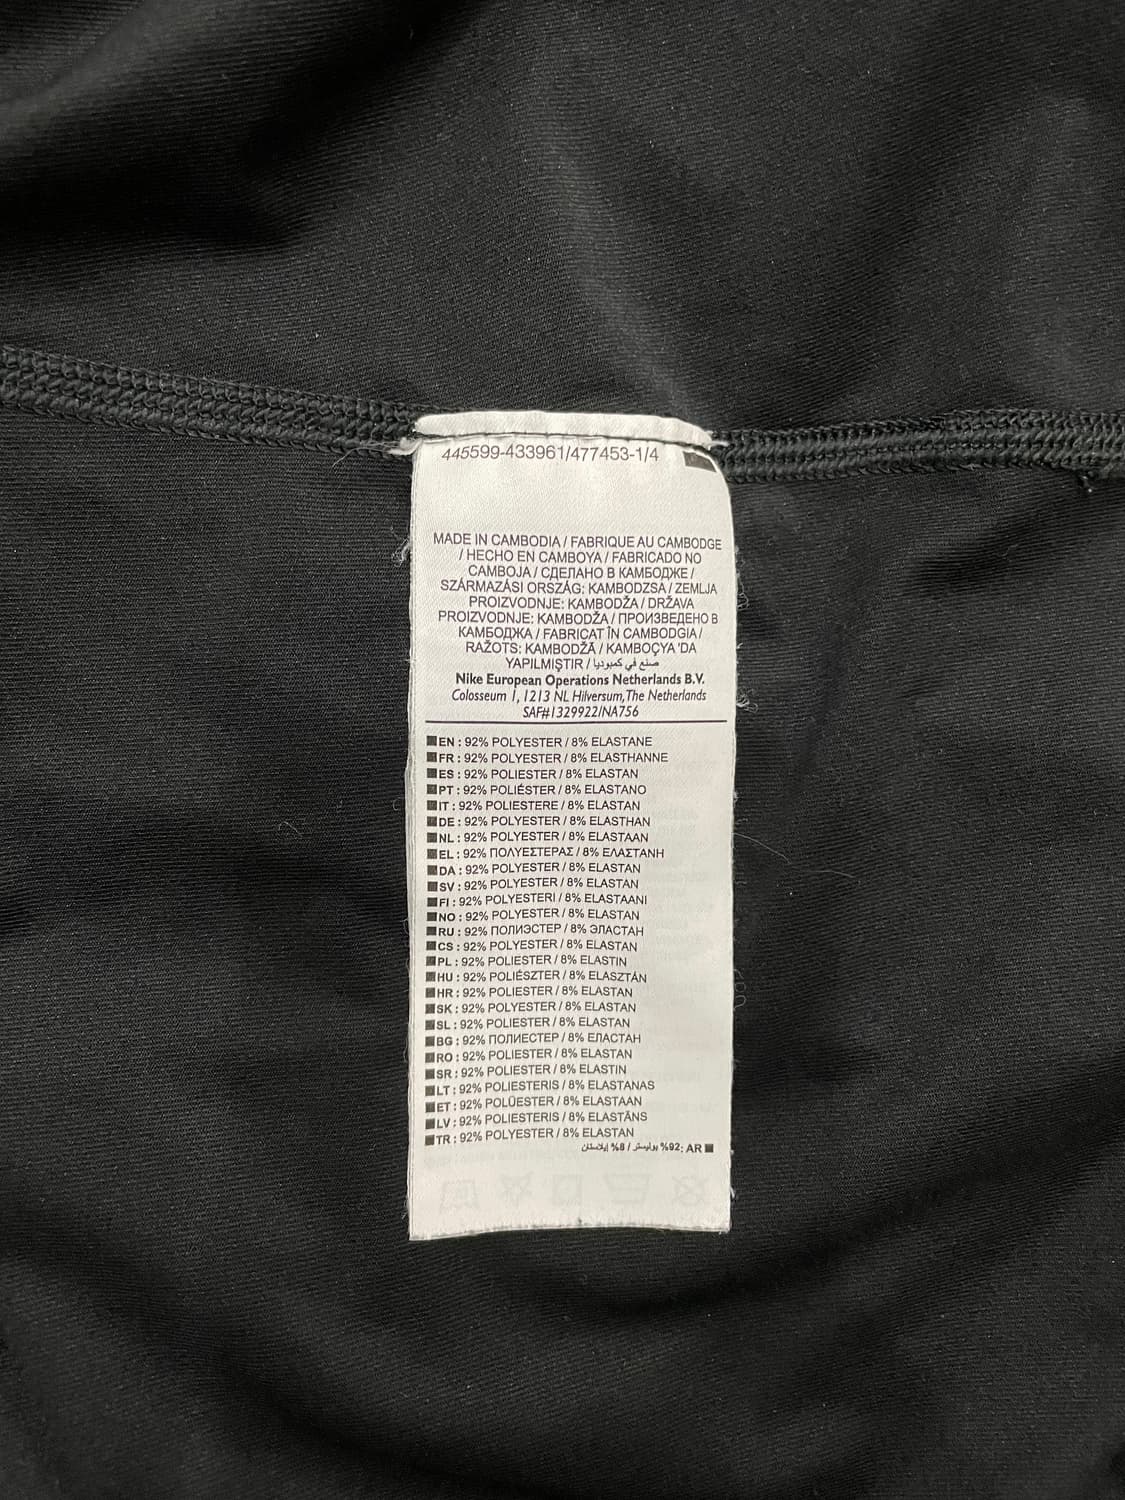 445599-433961/477453-1/4
MADE IN CAMBODIA / FABRIQUE AU CAMBODGE
/ HECHO EN CAMBOYA / FABRICADO NO
CAMBOJA / СДЕЛАНО В КАМБОДЖЕ /
SZÁRMAZÁSI ORSZÁG: KAMBODZSA / ZEMLJA
PROIZVODNJE: KAMBODŽA / DRŽAVA
PROIZVODNJE: KAMBODŽA / ПРОИЗВЕДЕНО В
КАМБОДЖА / FABRICAT ÎN CAMBODGIA /
RAŽOTS: KAMBODŽĀ / KAMBOÇYA 'DA
YAPILMIŞTIR / صنع في كمبوديا
Nike European Operations Netherlands B.V.
Colosseum 1, 1213 NL Hilversum, The Netherlands
SAF#1329922/NA756
EN : 92% POLYESTER / 8% ELASTANE
FR : 92% POLYESTER / 8% ELASTHANNE
ES : 92% POLIESTER / 8% ELASTAN
PT : 92% POLIÉSTER / 8% ELASTANO
IT : 92% POLIESTERE / 8% ELASTAN
DE : 92% POLYESTER / 8% ELASTHAN
NL : 92% POLYESTER / 8% ELASTAAN
EL : 92% ΠΟΛΥΕΣΤΕΡΑΣ / 8% ΕΛΑΣΤΑΝΗ
DA : 92% POLYESTER / 8% ELASTAN
SV : 92% POLYESTER / 8% ELASTAN
FI : 92% POLYESTERI / 8% ELASTAANI
NO : 92% POLYESTER / 8% ELASTAN
RU : 92% ПОЛИЭСТЕР / 8% ЭЛАСТАН
CS : 92% POLYESTER / 8% ELASTAN
PL : 92% POLIESTER / 8% ELASTIN
HU : 92% POLIÉSZTER / 8% ELASZTÁN
HR : 92% POLIESTER / 8% ELASTAN
SK : 92% POLYESTER / 8% ELASTAN
SL : 92% POLIESTER / 8% ELASTAN
BG : 92% ПОЛИЕСТЕР / 8% ЕЛАСТАН
RO : 92% POLIESTER / 8% ELASTAN
SR : 92% POLIESTER / 8% ELASTIN
LT : 92% POLIESTERIS / 8% ELASTANAS
ET : 92% POLÜESTER / 8% ELASTAAN
LV : 92% POLIESTERIS / 8% ELASTĀNS
TR : 92% POLYESTER / 8% ELASTAN
AR :92% بوليستر / 8% إيلاستان